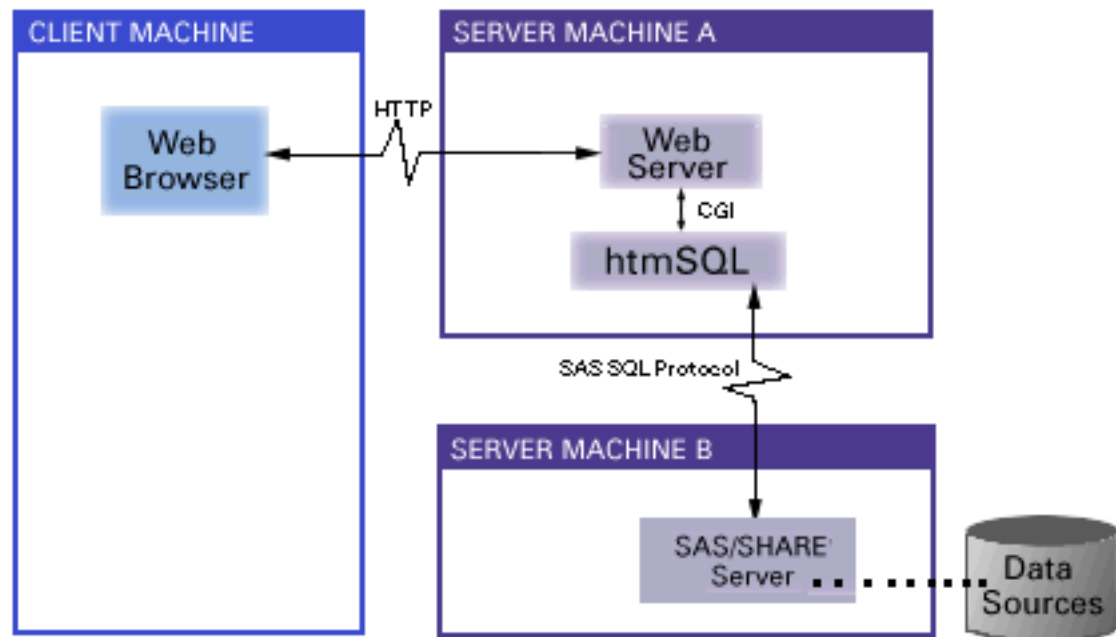 CLIENT MACHINE
SERVER MACHINE A
HTTP
Web
Browser
Web
Server
CGI
htmSQL
SAS SQL Protocol
SERVER MACHINE B
SAS/SHARE'
Server
Data
Sources